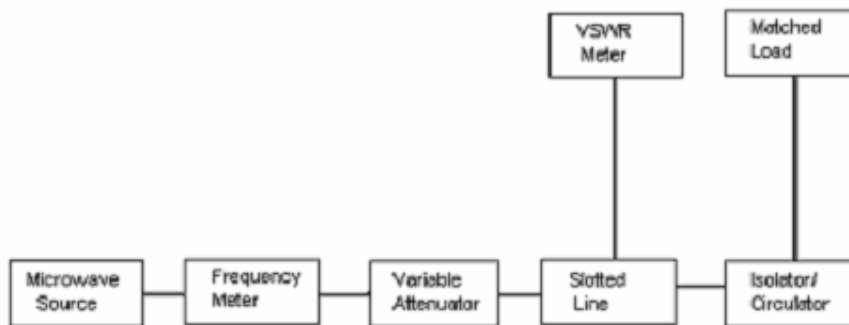 VSWR
Meter
Matched
Load
Microwave
Source
Frequency
Meter
Variable
Attenuator
Slotted
Line
Isolator/
Circulator